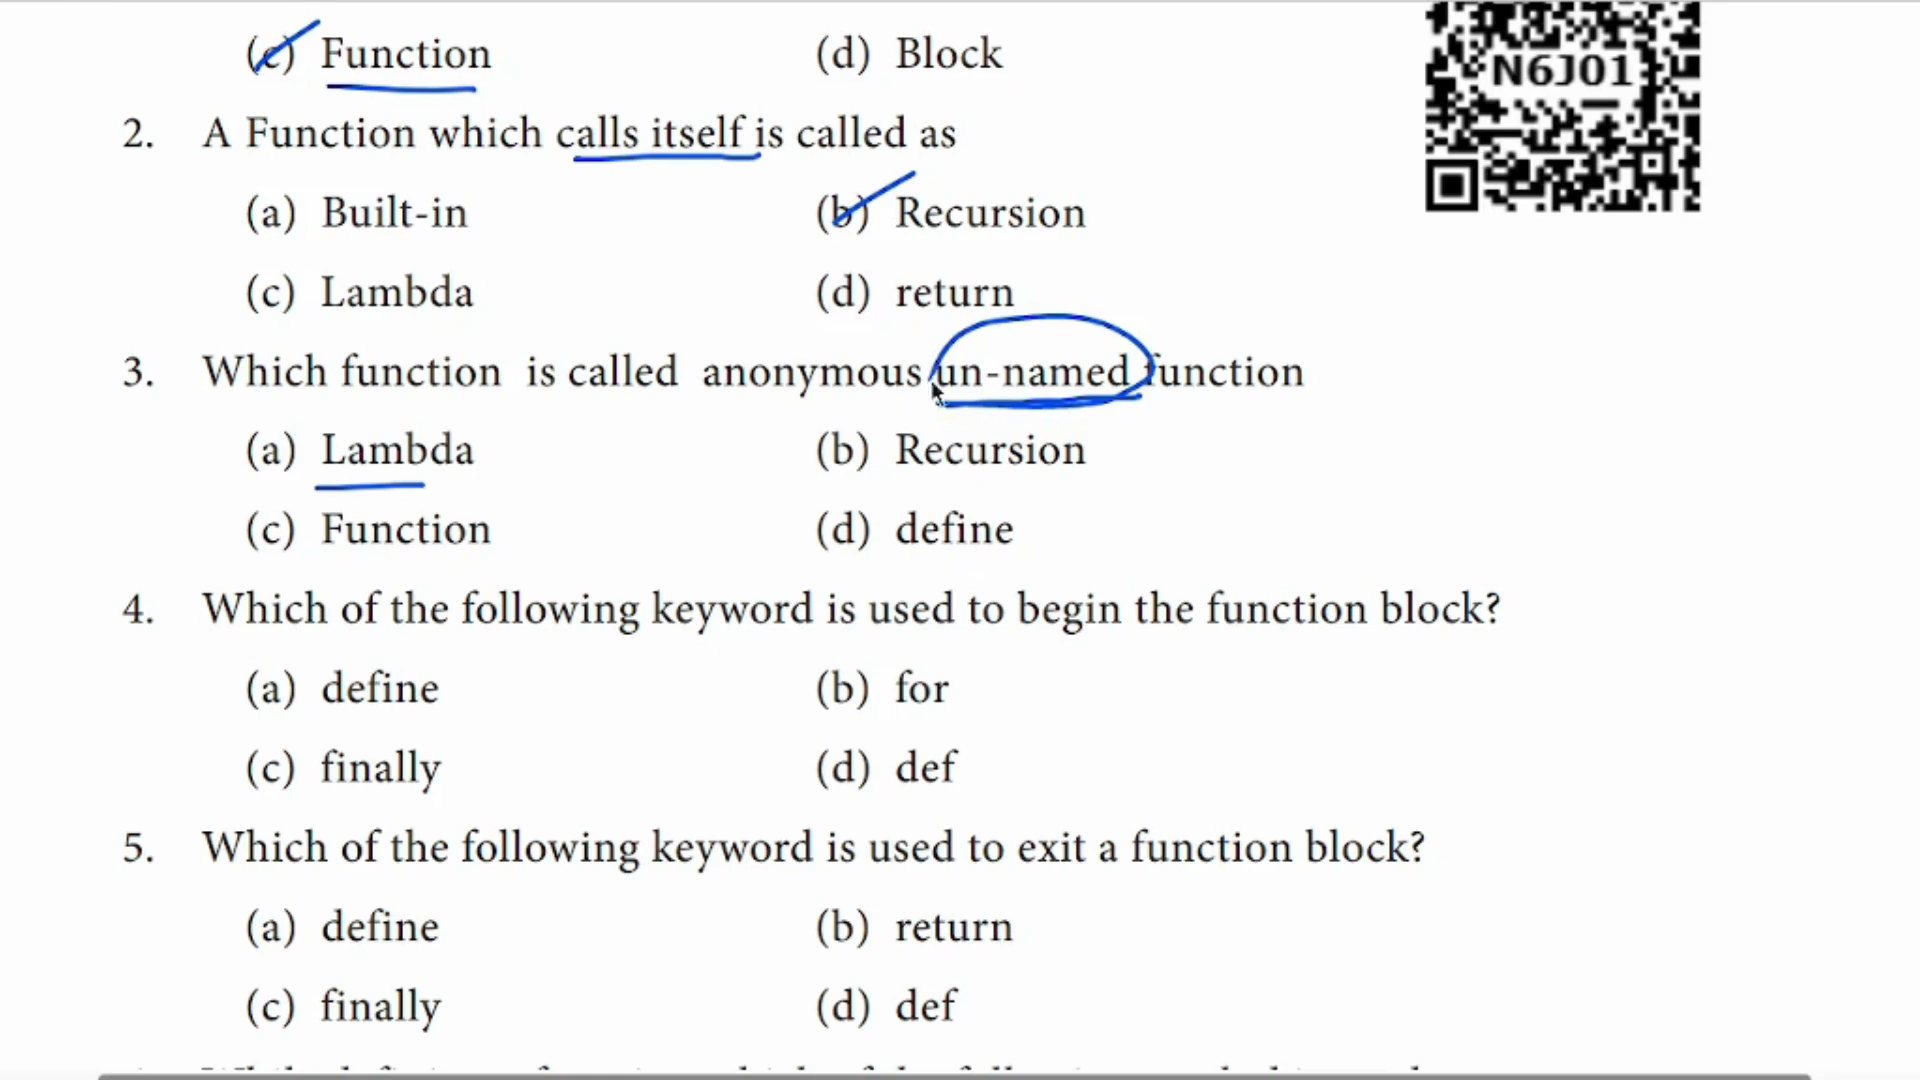 (c) Function (d) Block
N6J01
2. A Function which calls itself is called as
(a) Built-in (b) Recursion
(c) Lambda (d) return
3. Which function is called anonymous un-named function
(a) Lambda (b) Recursion
(c) Function (d) define
4. Which of the following keyword is used to begin the function block?
(a) define (b) for
(c) finally (d) def
5. Which of the following keyword is used to exit a function block?
(a) define (b) return
(c) finally (d) def